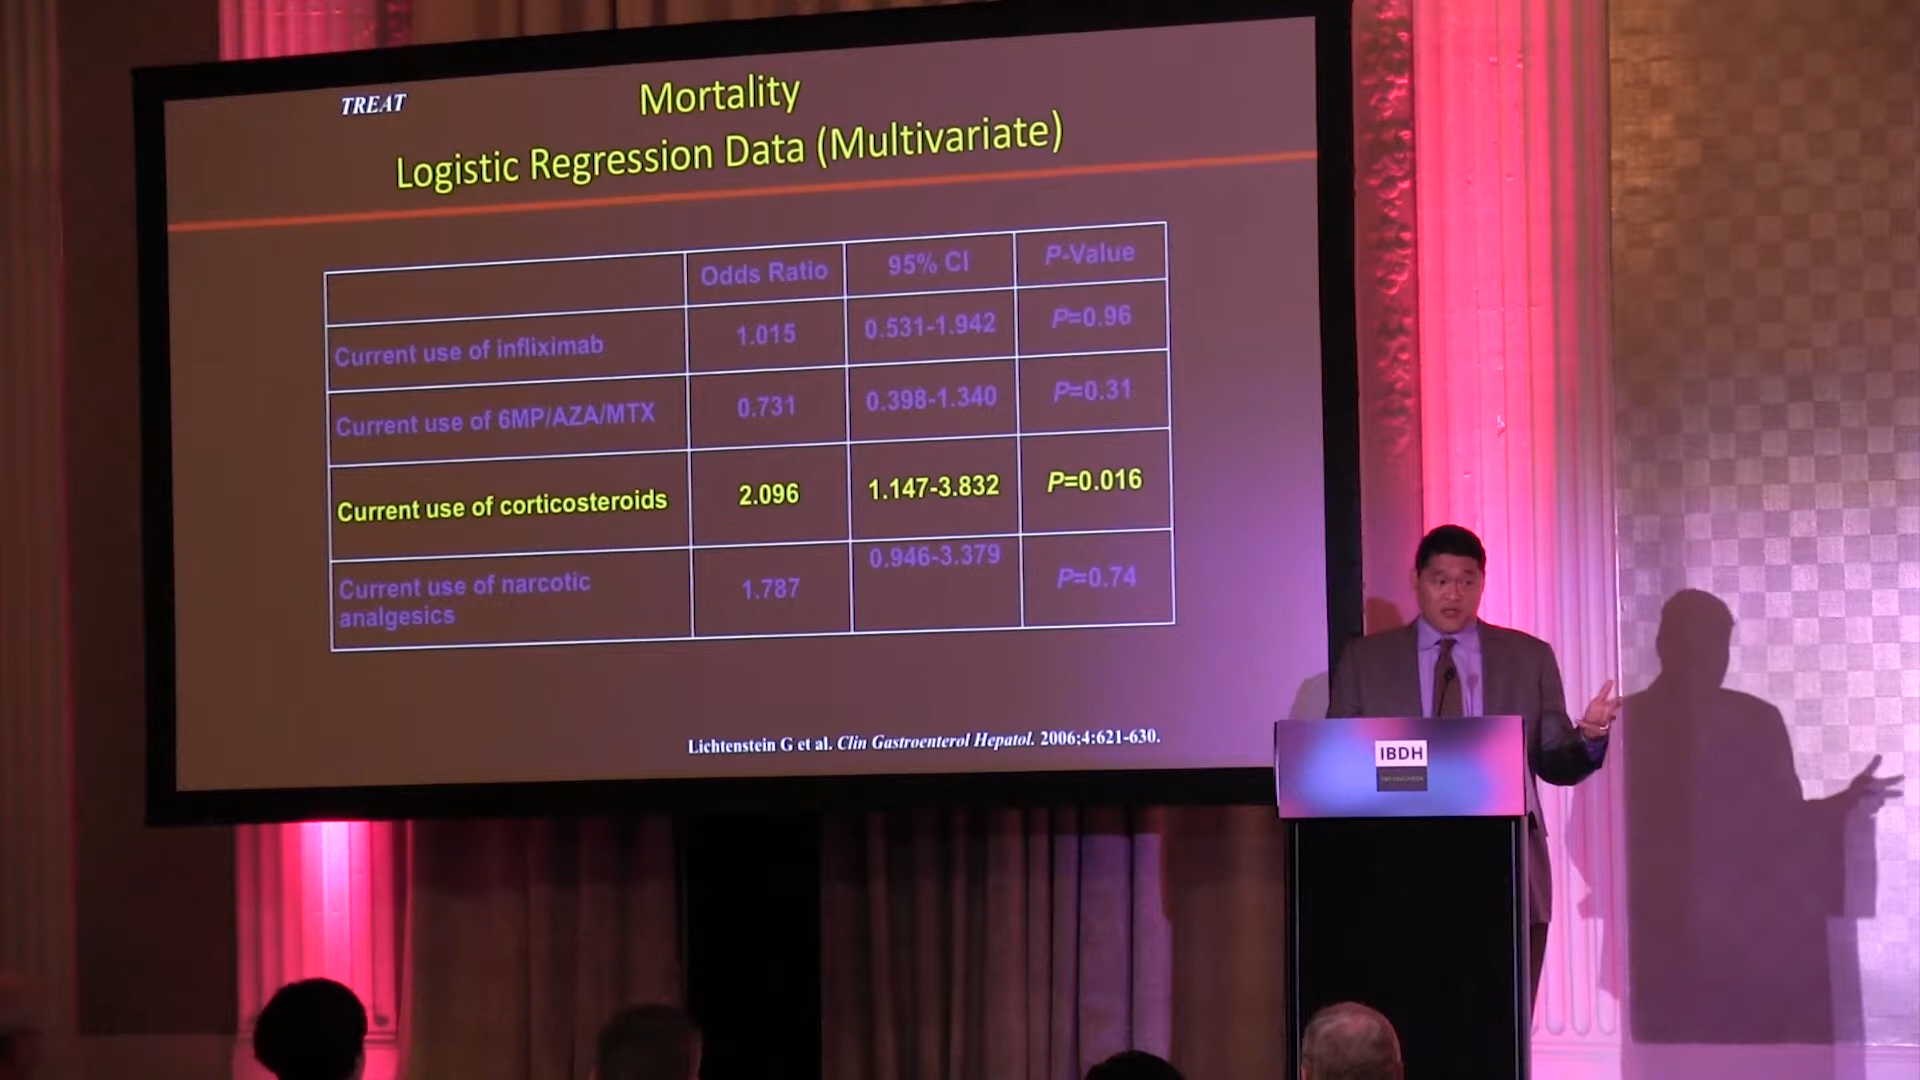 TREAT
Mortality
Logistic Regression Data (Multivariate)
Odds Ratio 95% CI P-Value
Current use of infliximab 1.015 0.531-1.942 P=0.96
Current use of 6MP/AZA/MTX 0.731 0.398-1.340 P=0.31
Current use of corticosteroids 2.096 1.147-3.832 P=0.016
Current use of narcotic
analgesics 1.787 0.946-3.379 P=0.74
Lichtenstein G et al. Clin Gastroenterol Hepatol. 2006;4:621-630.
IBDH